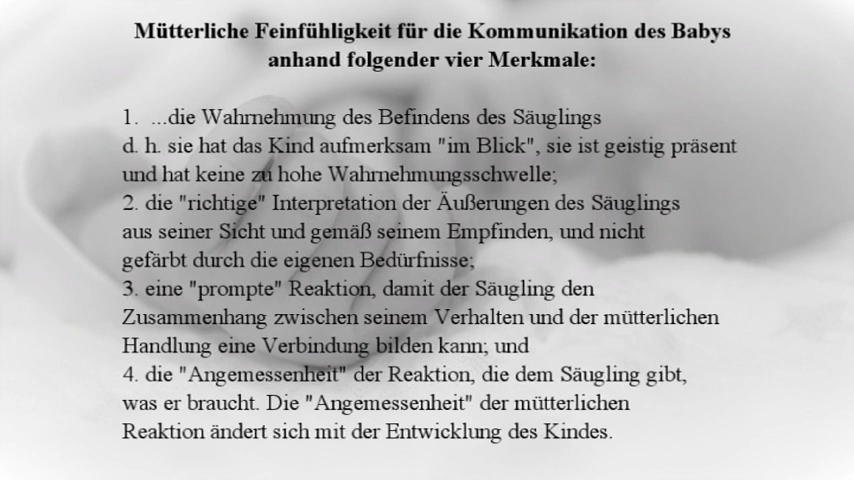 Mütterliche Feinfühligkeit für die Kommunikation des Babys
anhand folgender vier Merkmale:
1. ...die Wahrnehmung des Befindens des Säuglings
d. h. sie hat das Kind aufmerksam "im Blick", sie ist geistig präsent
und hat keine zu hohe Wahrnehmungsschwelle;
2. die "richtige" Interpretation der Äußerungen des Säuglings
aus seiner Sicht und gemäß seinem Empfinden, und nicht
gefärbt durch die eigenen Bedürfnisse;
3. eine "prompte" Reaktion, damit der Säugling den
Zusammenhang zwischen seinem Verhalten und der mütterlichen
Handlung eine Verbindung bilden kann; und
4. die "Angemessenheit" der Reaktion, die dem Säugling gibt,
was er braucht. Die "Angemessenheit" der mütterlichen
Reaktion ändert sich mit der Entwicklung des Kindes.